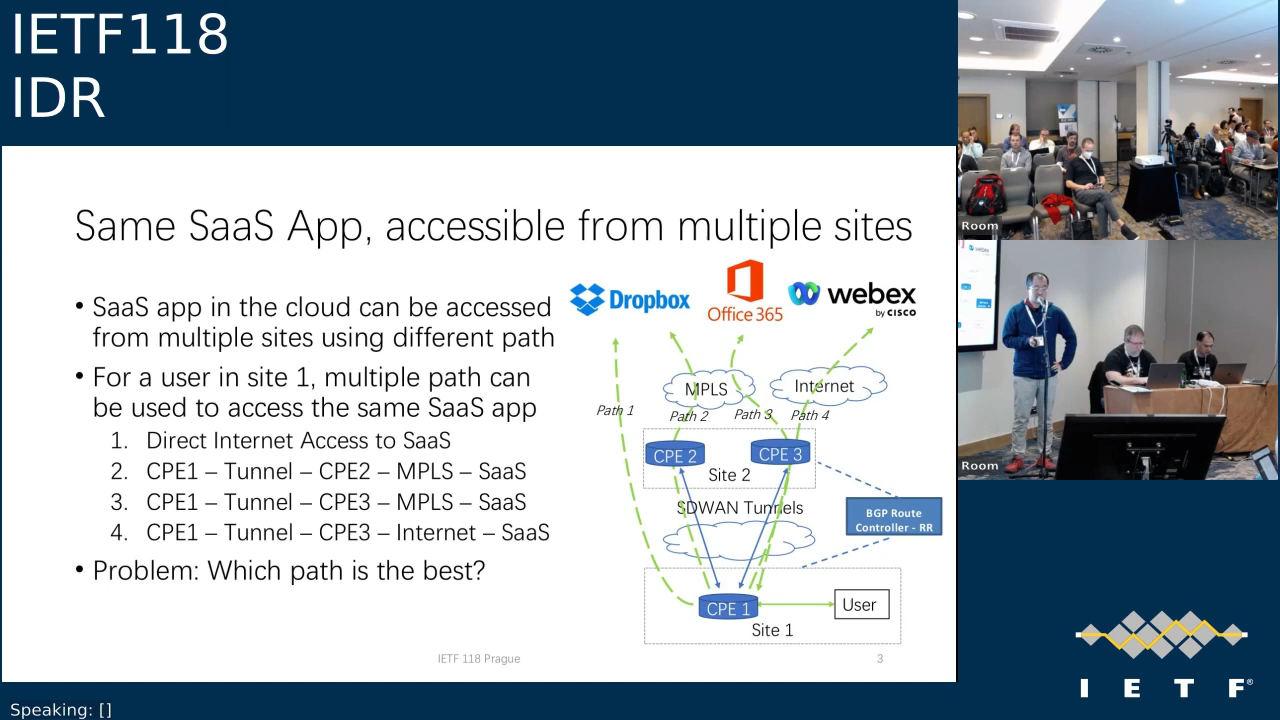 IETF118
IDR
Same SaaS App, accessible from multiple sites
• SaaS app in the cloud can be accessed
from multiple sites using different path
• For a user in site 1, multiple path can
be used to access the same SaaS app
1. Direct Internet Access to SaaS
2. CPE1 – Tunnel – CPE2 – MPLS – SaaS
3. CPE1 – Tunnel – CPE3 – MPLS – SaaS
4. CPE1 – Tunnel – CPE3 – Internet – SaaS
• Problem: Which path is the best?
Dropbox
Office 365
webex
by CISCO
MPLS
Internet
Path 1
Path 2
Path 3
Path 4
CPE 2
CPE 3
Site 2
SDWAN Tunnels
BGP Route
Controller - RR
CPE 1
User
Site 1
IETF 118 Prague
3
Room
Room
I E T F®
Speaking: []